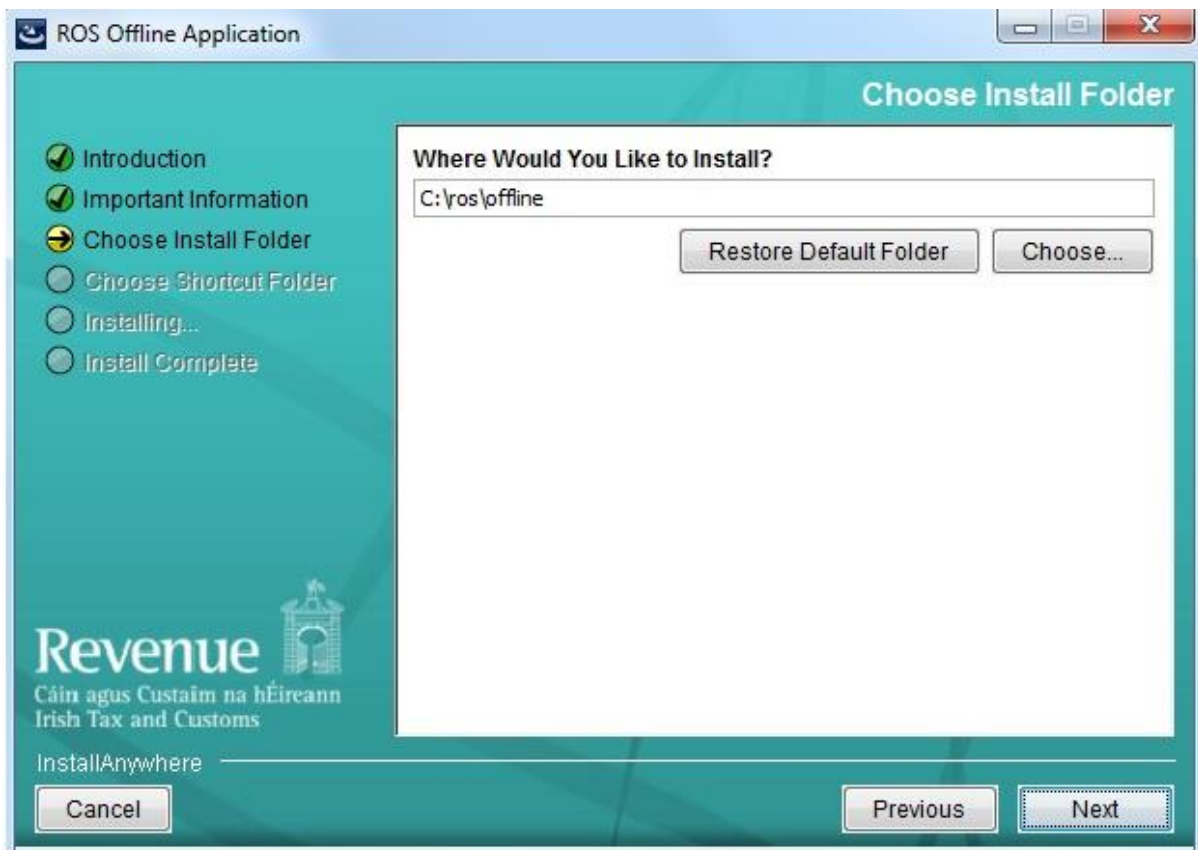 ROS Offline Application
Choose Install Folder
Introduction
Important Information
Choose Install Folder
Choose Shortcut Folder
Installing...
Install Complete
Where Would You Like to Install?
C:\ros\offline
Restore Default Folder
Choose...
Revenue
Cáin agus Custaim na hÉireann
Irish Tax and Customs
InstallAnywhere
Cancel
Previous
Next